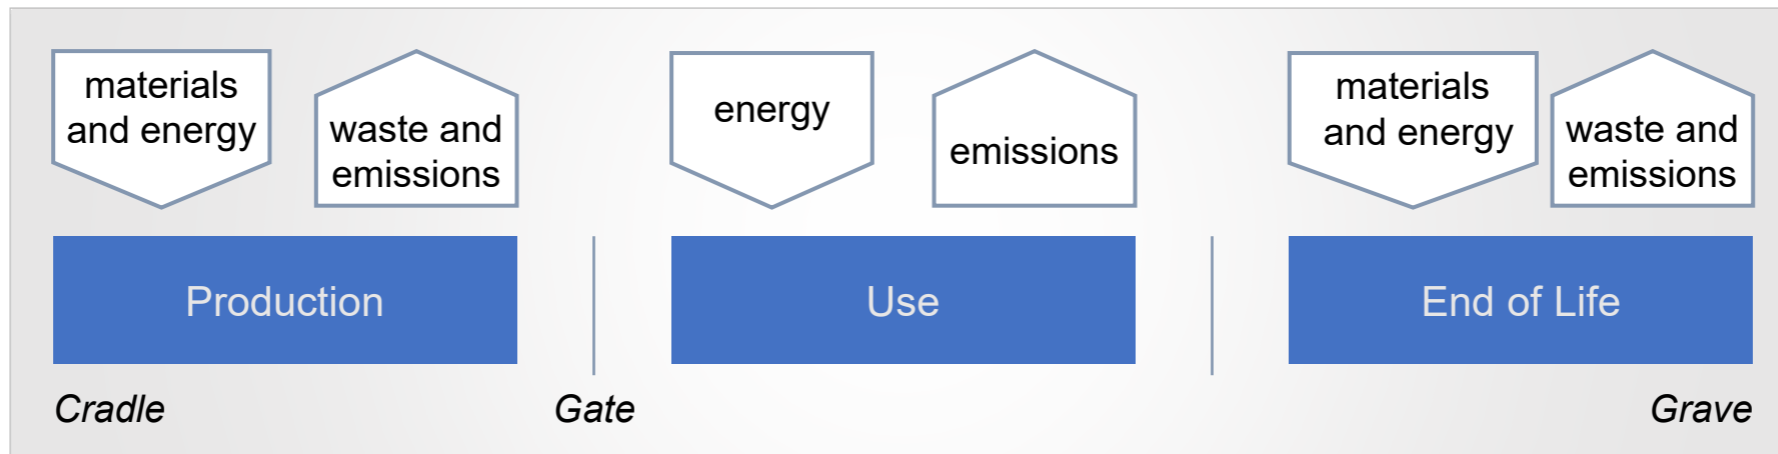 materials
and energy
waste and
emissions
energy
emissions
materials
and energy
waste and
emissions
Production
Use
End of Life
Cradle
Gate
Grave